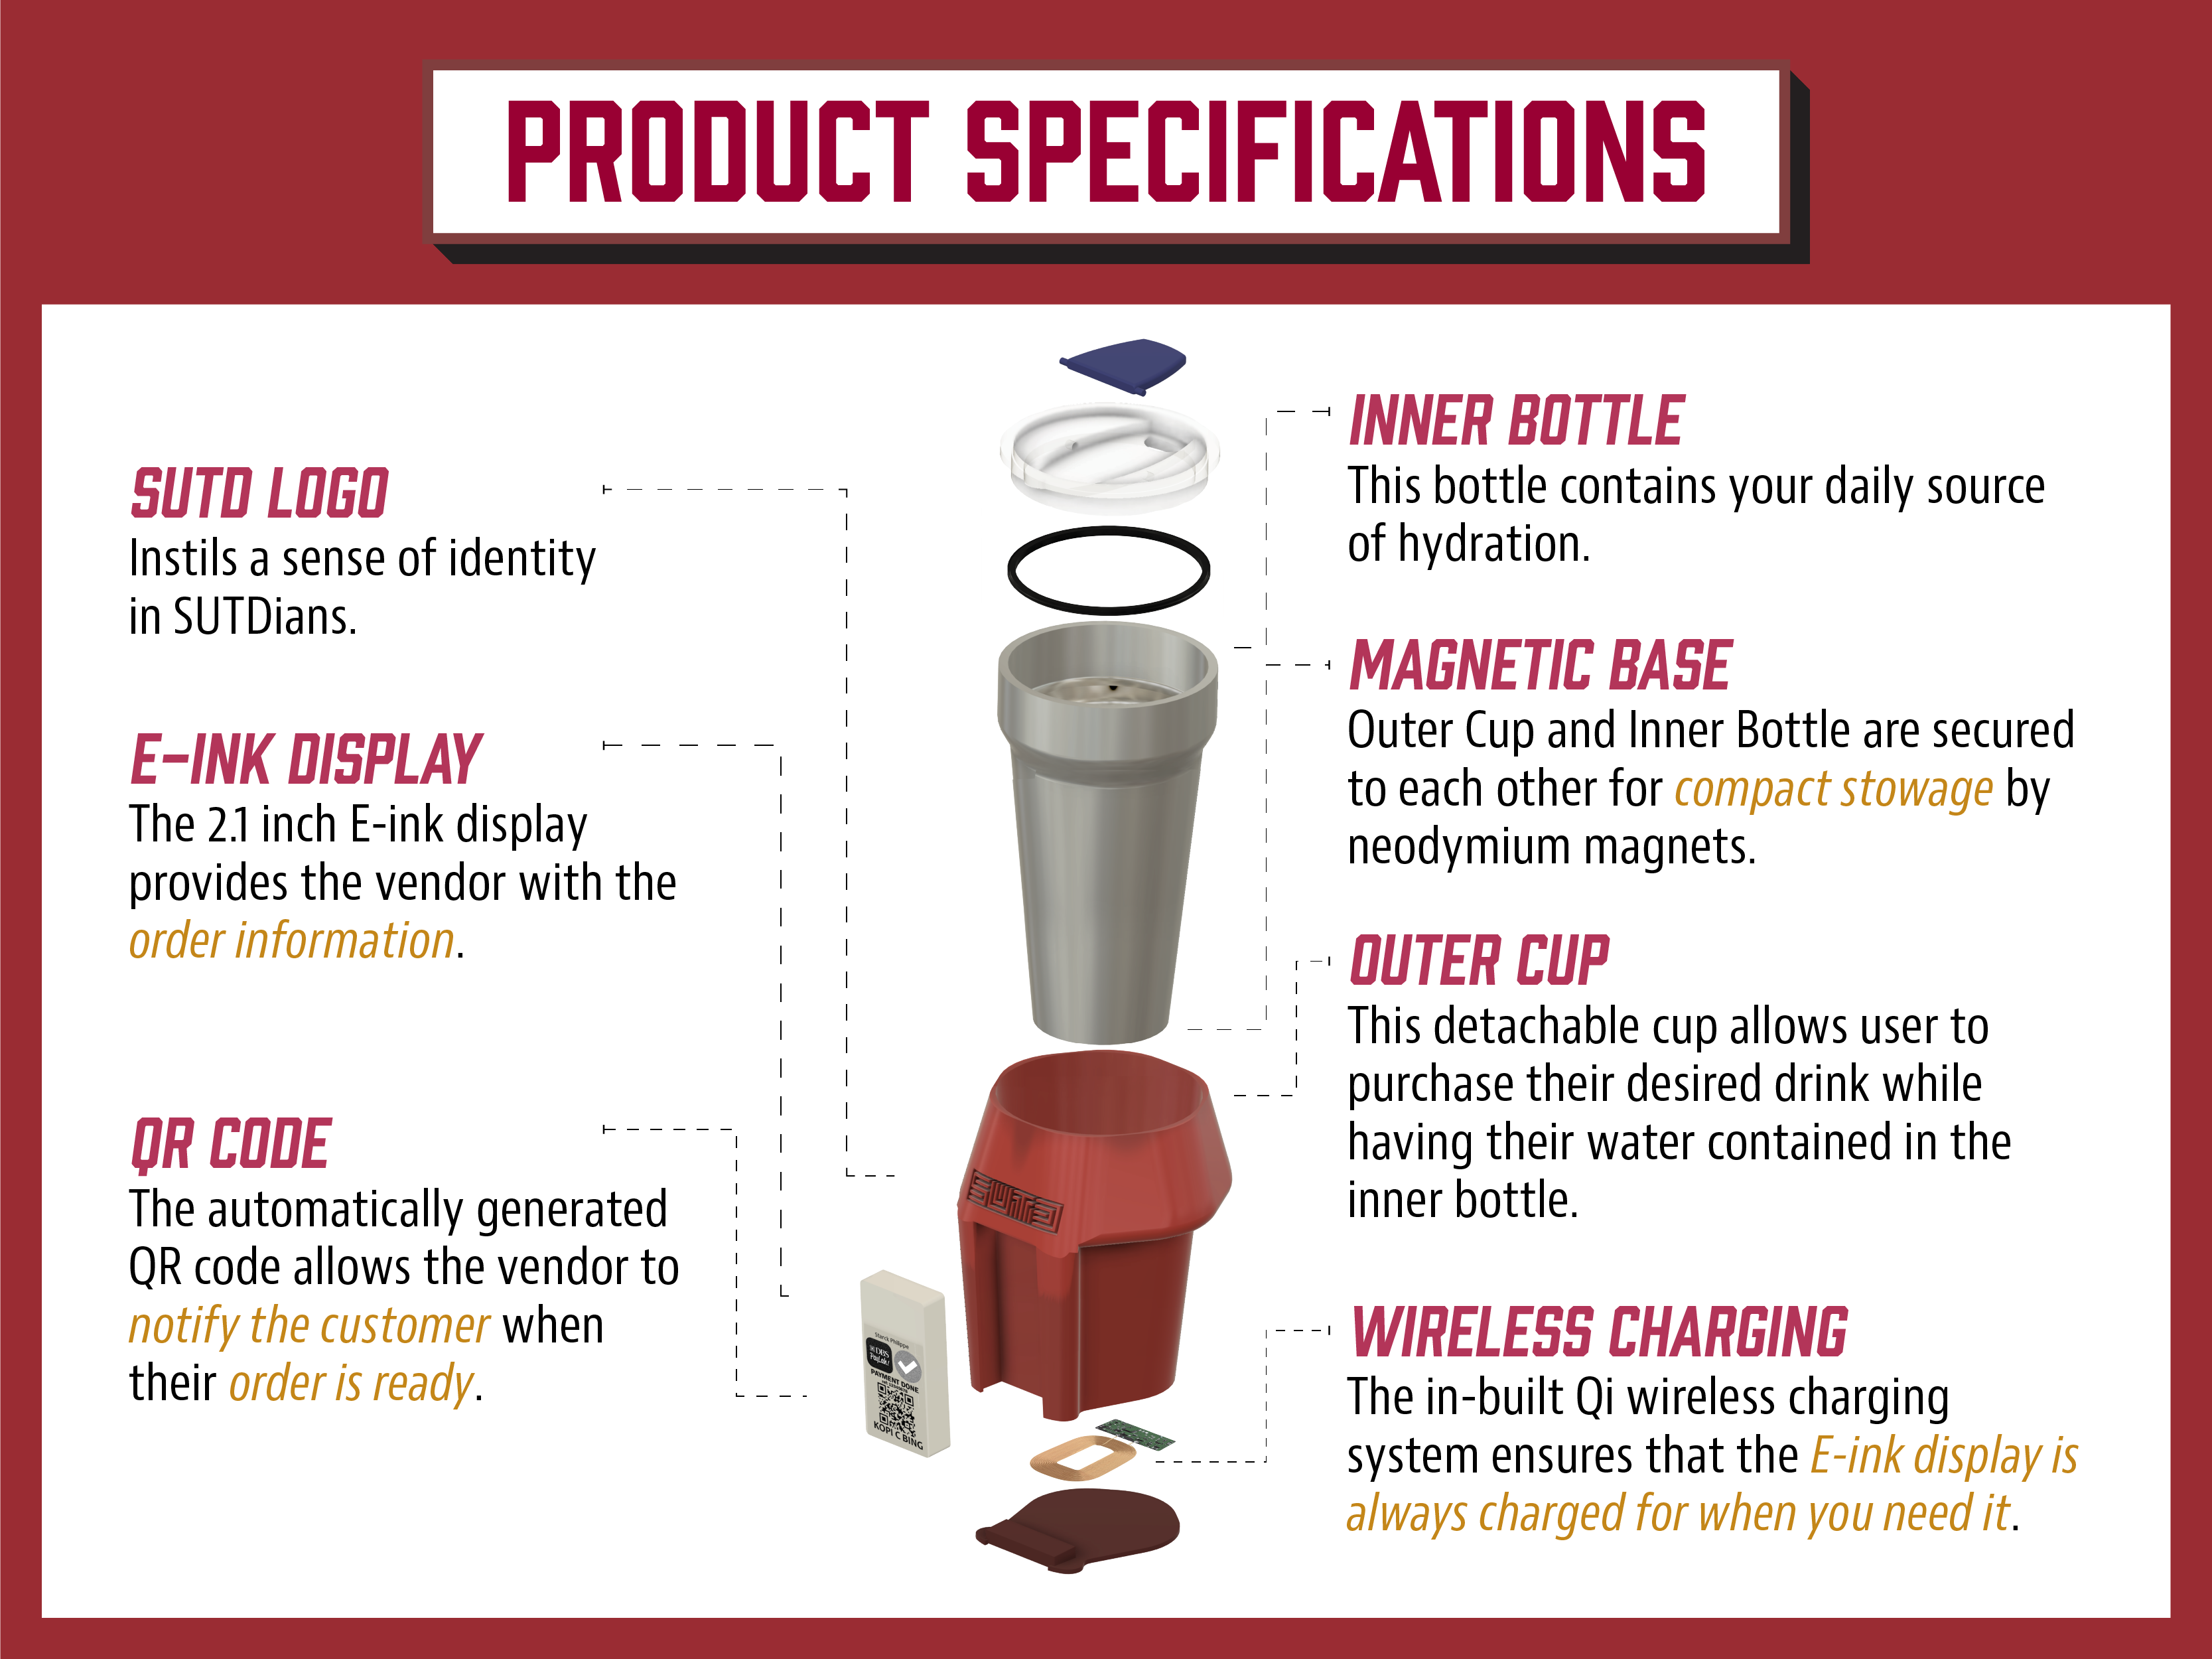 PRODUCT SPECIFICATIONS
SUTD LOGO
Instils a sense of identity
in SUTDians.
E-INK DISPLAY
The 2.1 inch E-ink display
provides the vendor with the
order information.
QR CODE
The automatically generated
QR code allows the vendor to
notify the customer when
their order is ready.
SUTD
Starck Philippe
DBS
PayLah!
PAYMENT DONE
KOPI C BING
INNER BOTTLE
This bottle contains your daily source
of hydration.
MAGNETIC BASE
Outer Cup and Inner Bottle are secured
to each other for compact stowage by
neodymium magnets.
OUTER CUP
This detachable cup allows user to
purchase their desired drink while
having their water contained in the
inner bottle.
WIRELESS CHARGING
The in-built Qi wireless charging
system ensures that the E-ink display is
always charged for when you need it.